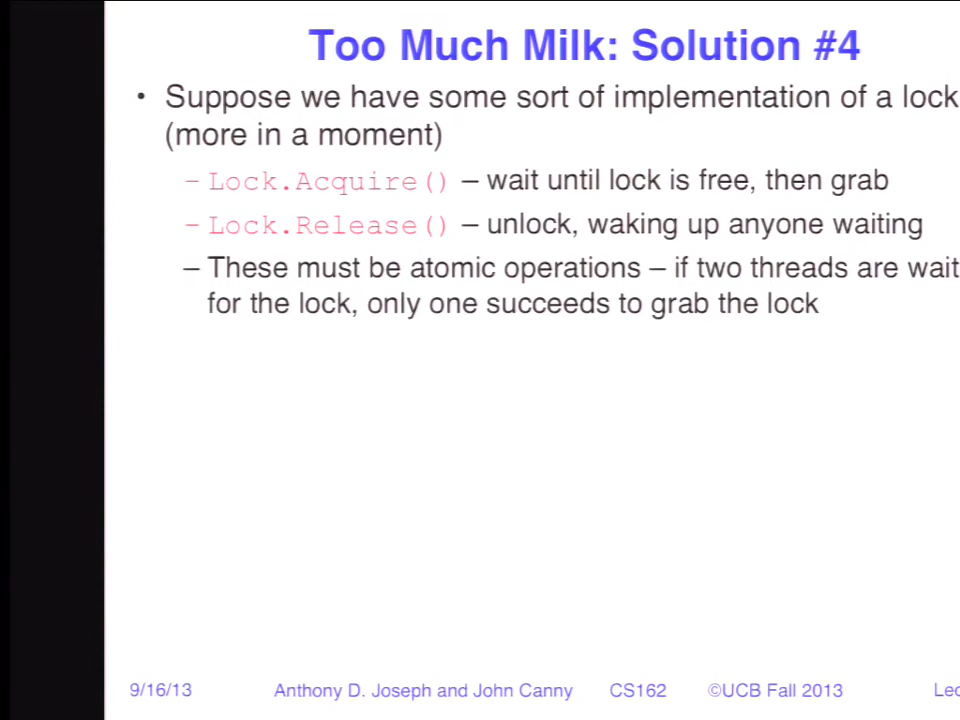 Too Much Milk: Solution #4
• Suppose we have some sort of implementation of a lock
(more in a moment)
– Lock.Acquire() – wait until lock is free, then grab
– Lock.Release() – unlock, waking up anyone waiting
– These must be atomic operations – if two threads are wait
for the lock, only one succeeds to grab the lock
9/16/13 Anthony D. Joseph and John Canny CS162 ©UCB Fall 2013 Lec